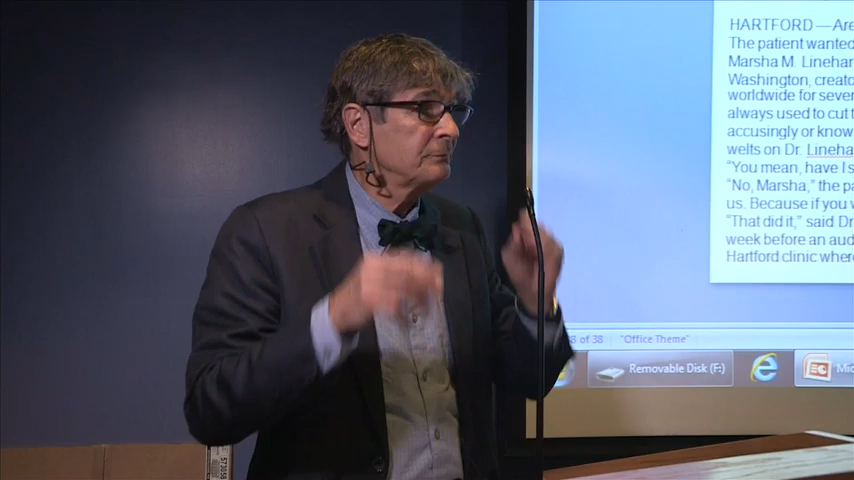 HARTFORD — Are
The patient wanted
Marsha M. Linehan
Washington, creato
worldwide for sever
always used to cut t
accusingly or know
welts on Dr. Lineha
"You mean, have I s
"No, Marsha," the pa
us. Because if you w
"That did it," said Dr.
week before an aud
Hartford clinic where
8 of 38 "Office Theme"
Removable Disk (F:)
Mic
573058